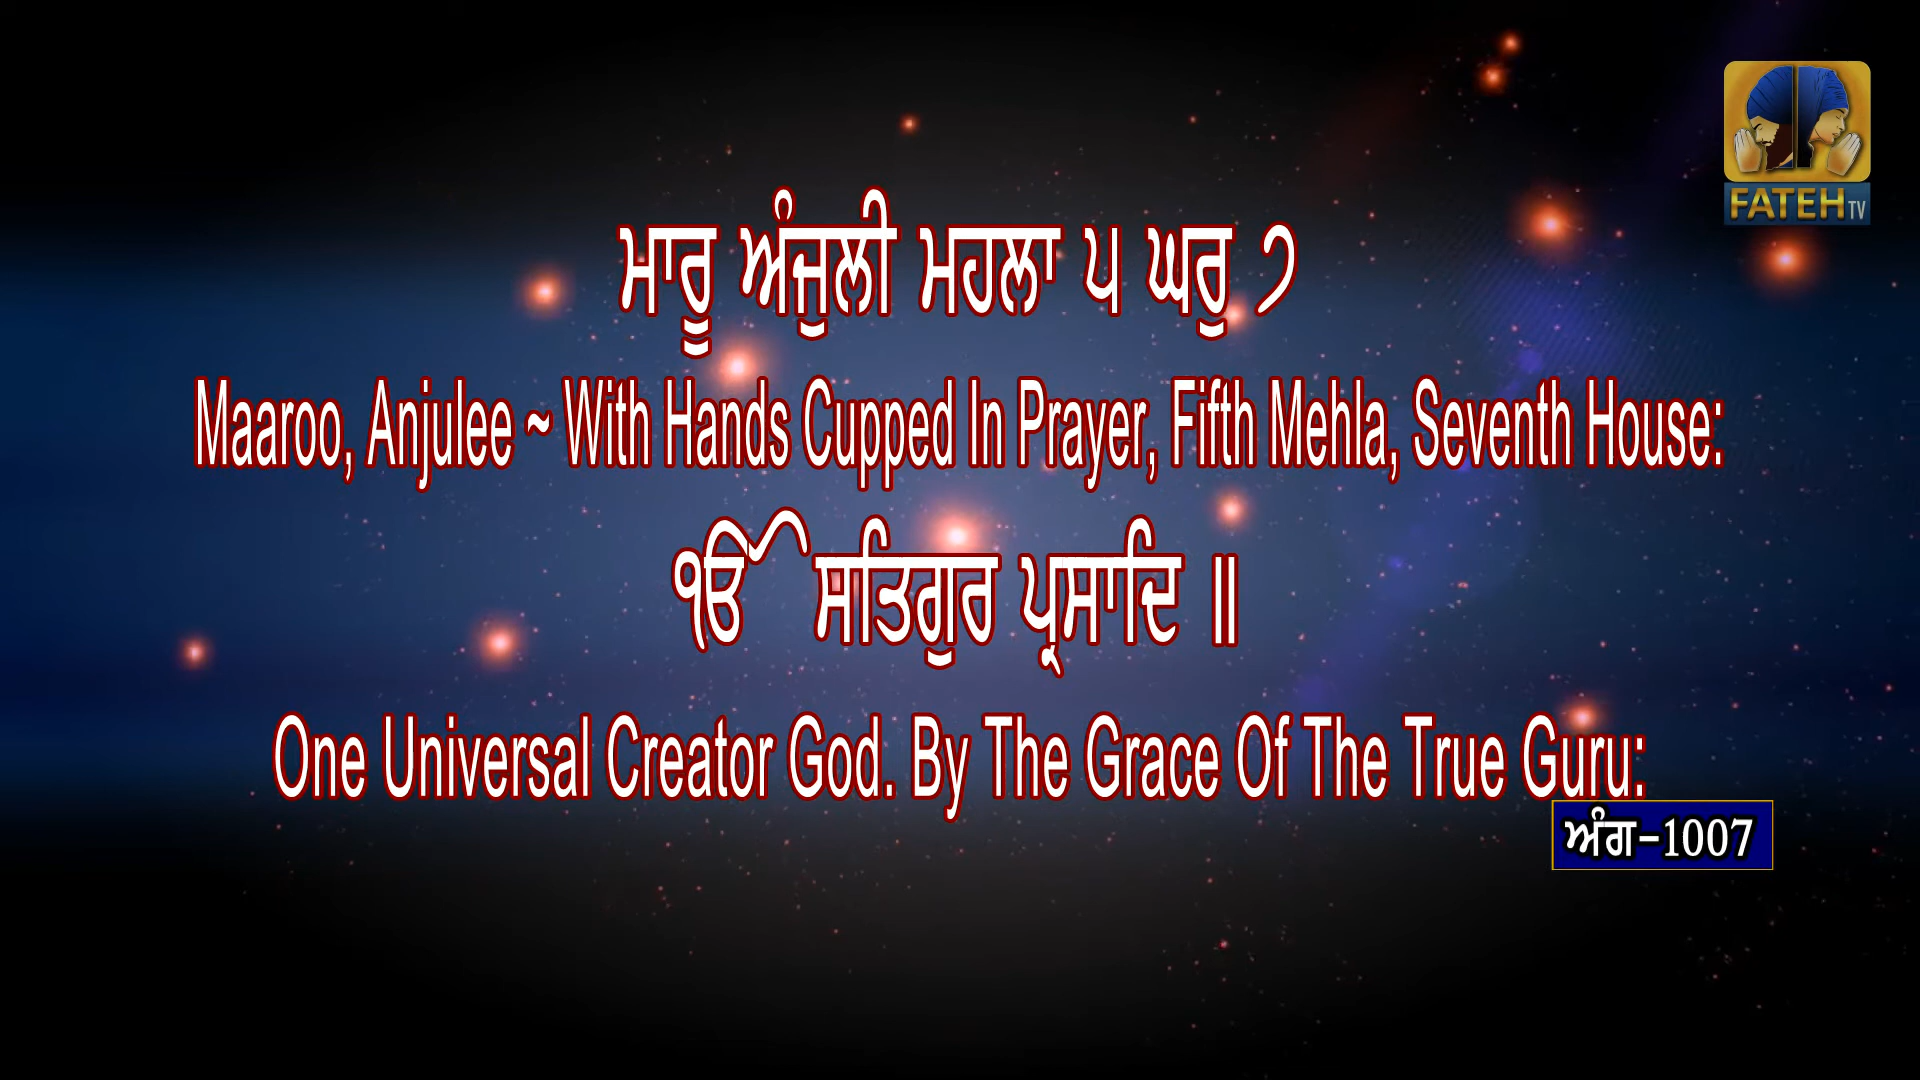 FATEH TV
ਮਾਰੂ ਅੰਜੁਲੀ ਮਹਲਾ ੫ ਘਰੁ ੭
Maaroo, Anjulee ~ With Hands Cupped In Prayer, Fifth Mehla, Seventh House:
ੴ ਸਤਿਗੁਰ ਪ੍ਰਸਾਦਿ ॥
One Universal Creator God. By The Grace Of The True Guru:
ਅੰਗ-1007